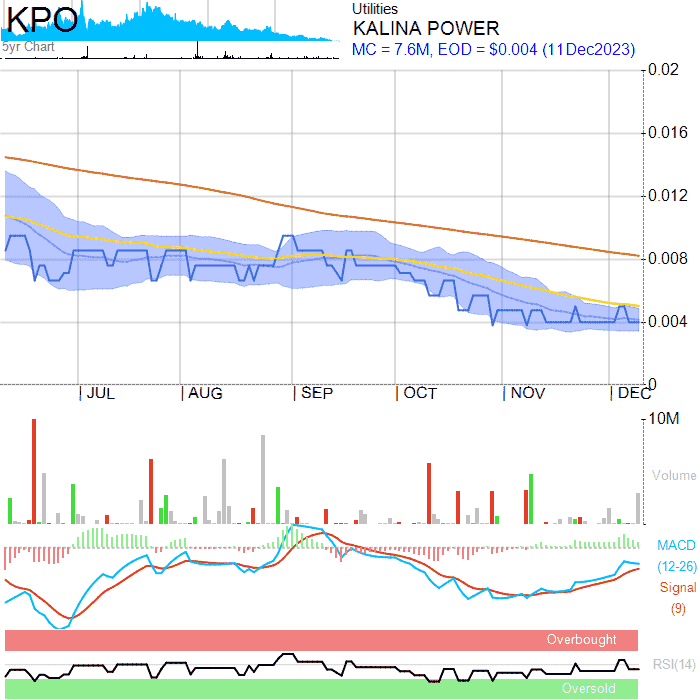 KPO
5yr Chart
Utilities
KALINA POWER
MC = 7.6M, EOD = $0.004 (11Dec2023)
0.02
0.016
0.012
0.008
0.004
0
JUL AUG SEP OCT NOV DEC
10M
Volume
MACD
(12-26)
Signal
(9)
Overbought
RSI(14)
Oversold